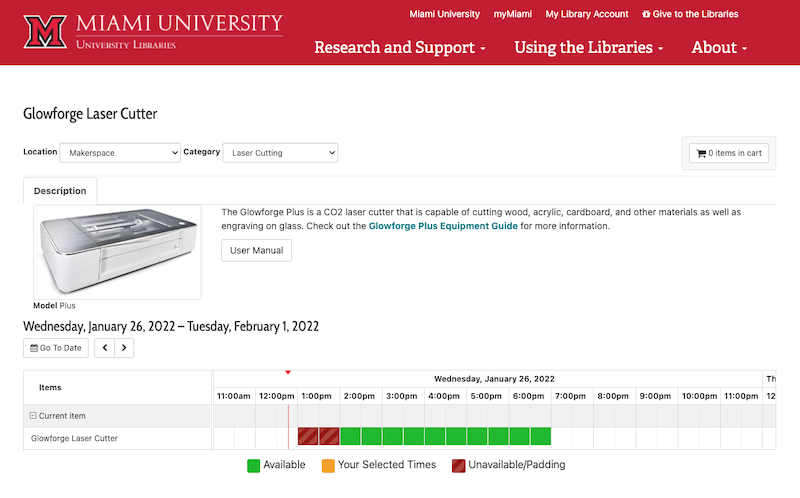 MIAMI UNIVERSITY
UNIVERSITY LIBRARIES
Miami University myMiami My Library Account Give to the Libraries
Research and Support Using the Libraries About
Glowforge Laser Cutter
Location Makerspace Category Laser Cutting 0 items in cart
Description
The Glowforge Plus is a CO2 laser cutter that is capable of cutting wood, acrylic, cardboard, and other materials as well as
engraving on glass. Check out the Glowforge Plus Equipment Guide for more information.
User Manual
Model Plus
Wednesday, January 26, 2022 – Tuesday, February 1, 2022
Go To Date
Items
Wednesday, January 26, 2022 Th
11:00am 12:00pm 1:00pm 2:00pm 3:00pm 4:00pm 5:00pm 6:00pm 7:00pm 8:00pm 9:00pm 10:00pm 11:00pm 12
Current item
Glowforge Laser Cutter
Available Your Selected Times Unavailable/Padding